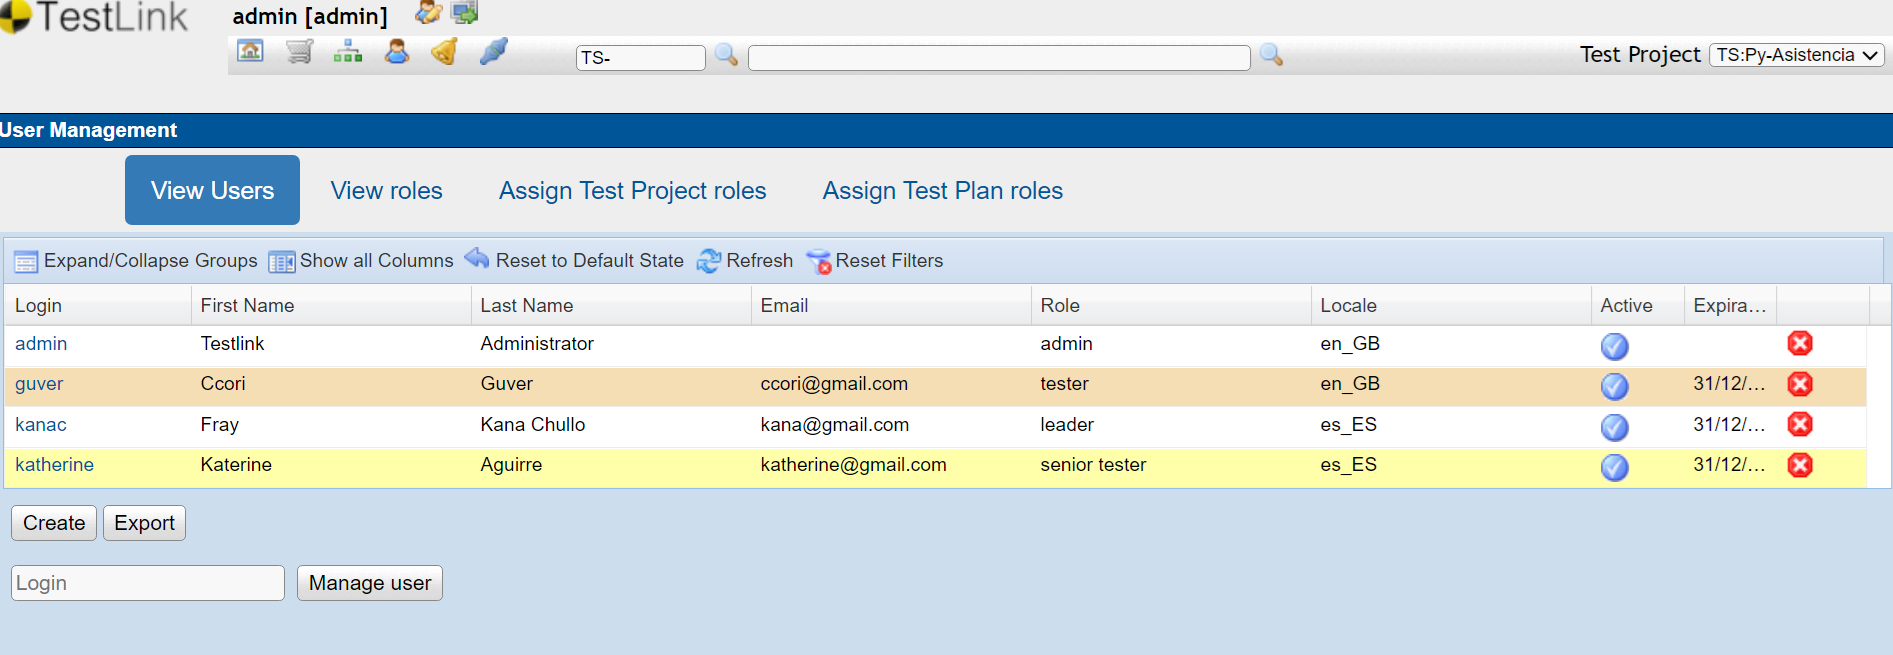 TestLink
admin [admin]
TS-
Test Project TS:Py-Asistencia
User Management
View Users View roles Assign Test Project roles Assign Test Plan roles
Expand/Collapse Groups Show all Columns Reset to Default State Refresh Reset Filters
Login First Name Last Name Email Role Locale Active Expira...
admin Testlink Administrator admin en_GB
guver Ccori Guver ccori@gmail.com tester en_GB 31/12/...
kanac Fray Kana Chullo kana@gmail.com leader es_ES 31/12/...
katherine Katerine Aguirre katherine@gmail.com senior tester es_ES 31/12/...
Create Export
Login Manage user